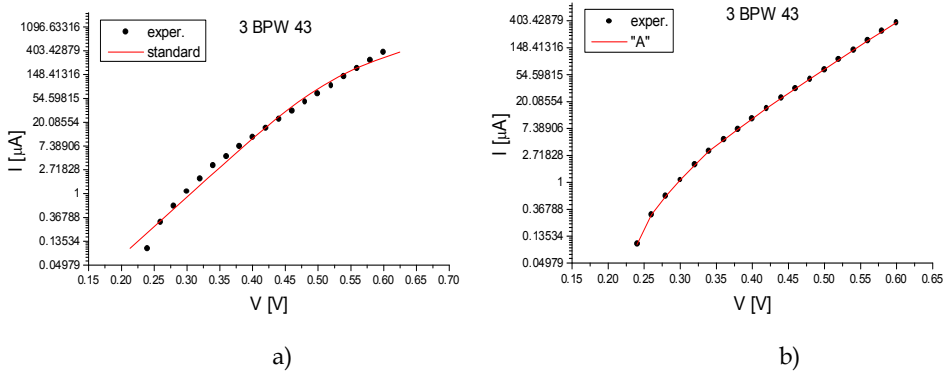 3 BPW 43
exper.
standard
1096.63316
403.42879
148.41316
54.59815
20.08554
7.38906
2.71828
1
0.36788
0.13534
0.04979
I [μA]
0.15 0.20 0.25 0.30 0.35 0.40 0.45 0.50 0.55 0.60 0.65 0.70
V [V]
a)
3 BPW 43
exper.
"A"
403.42879
148.41316
54.59815
20.08554
7.38906
2.71828
1
0.36788
0.13534
0.04979
I [μA]
0.15 0.20 0.25 0.30 0.35 0.40 0.45 0.50 0.55 0.60 0.65
V [V]
b)